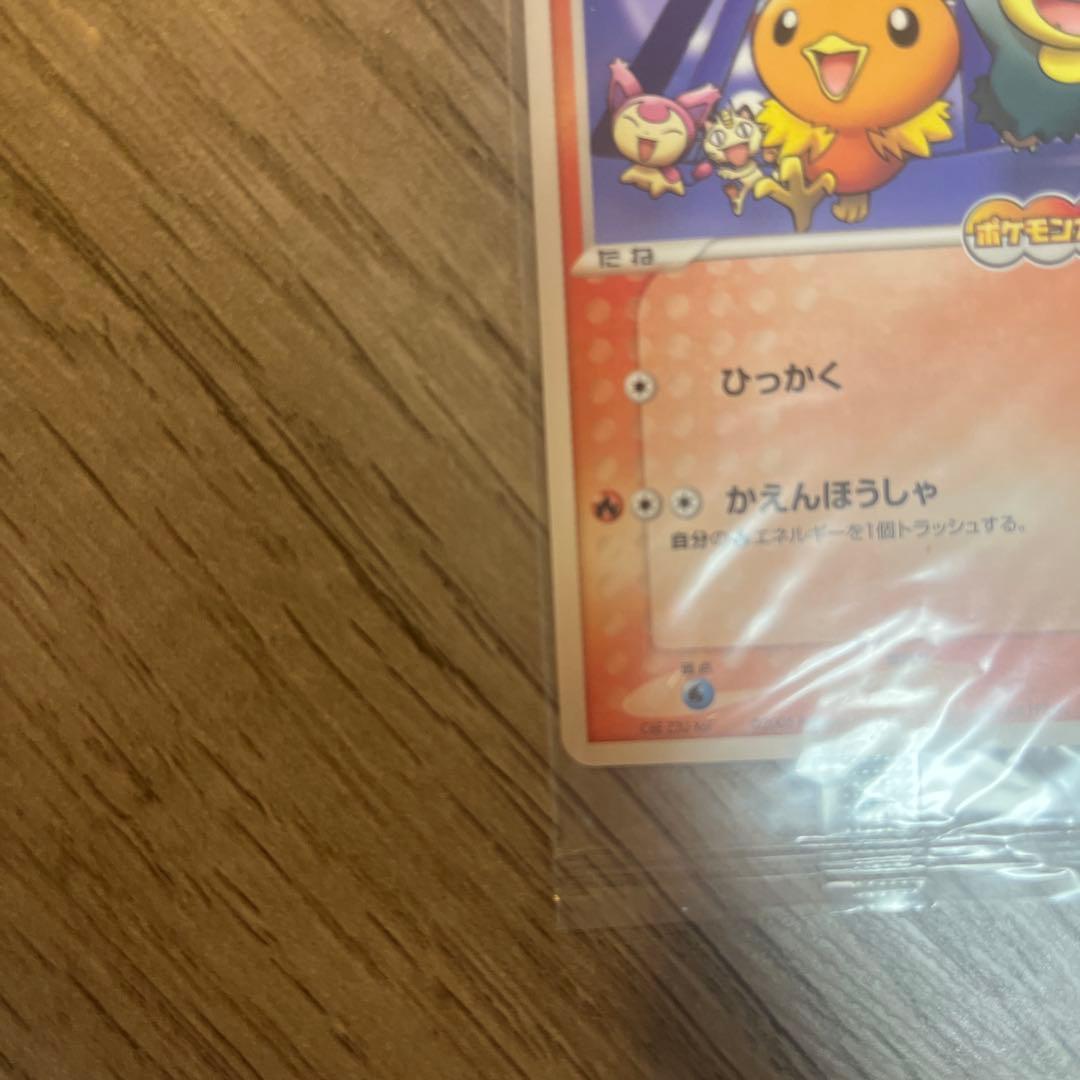 ポケモン
たね
ひっかく
かえんほうしゃ
自分の エネルギーを1個トラッシュする。
弱点